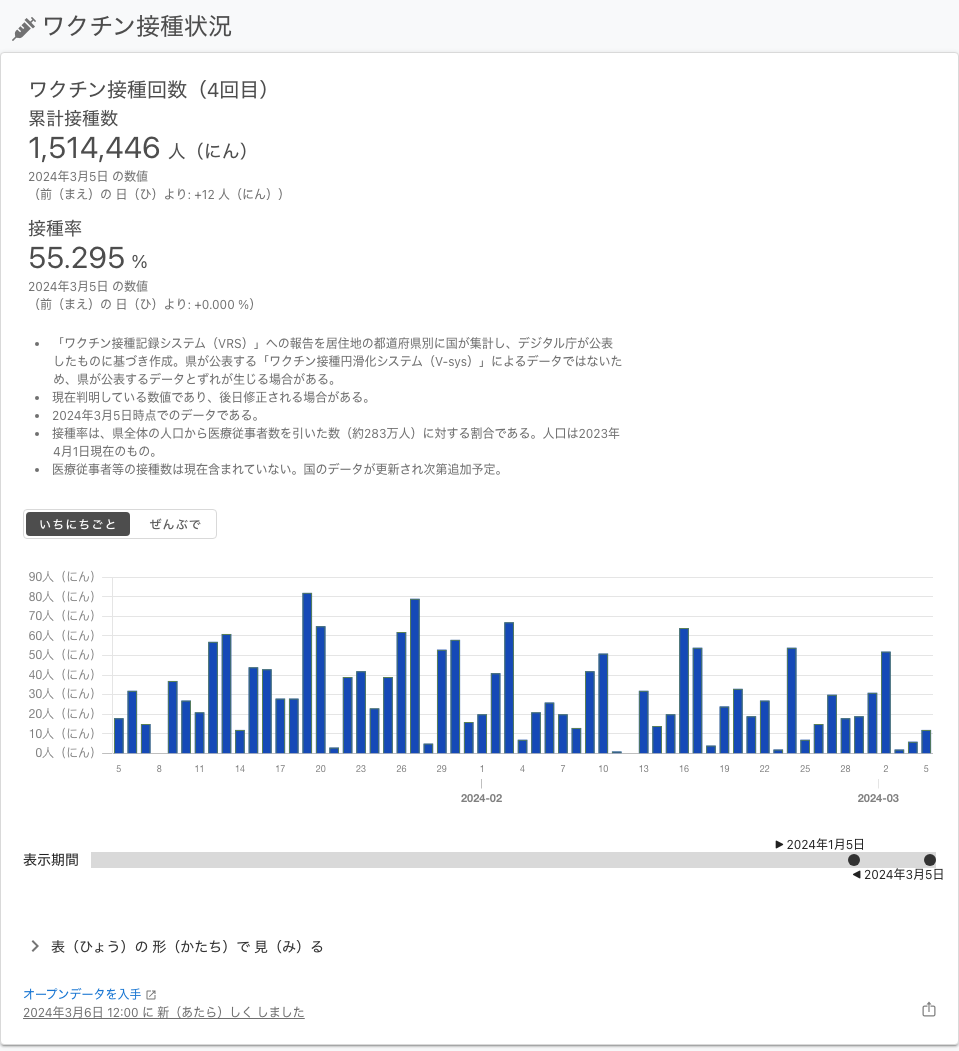 ワクチン接種状況
ワクチン接種回数（4回目）
累計接種数
1,514,446 人（にん）
2024年3月5日 の数値
（前（まえ）の 日（ひ）より: +12 人（にん））
接種率
55.295 %
2024年3月5日 の数値
（前（まえ）の 日（ひ）より: +0.000 %）
• 「ワクチン接種記録システム（VRS）」への報告を居住地の都道府県別に国が集計し、デジタル庁が公表
したものに基づき作成。県が公表する「ワクチン接種円滑化システム（V-sys）」によるデータではないた
め、県が公表するデータとずれが生じる場合がある。
• 現在判明している数値であり、後日修正される場合がある。
• 2024年3月5日時点でのデータである。
• 接種率は、県全体の人口から医療従事者数を引いた数（約283万人）に対する割合である。人口は2023年
4月1日現在のもの。
• 医療従事者等の接種数は現在含まれていない。国のデータが更新され次第追加予定。
いちにちごと ぜんぶで
90人（にん）
80人（にん）
70人（にん）
60人（にん）
50人（にん）
40人（にん）
30人（にん）
20人（にん）
10人（にん）
0人（にん）
5 8 11 14 17 20 23 26 29 1 4 7 10 13 16 19 22 25 28 2 5
2024-02 2024-03
▶ 2024年1月5日
表示期間
◀ 2024年3月5日
表（ひょう）の 形（かたち）で 見（み）る
オープンデータを入手
2024年3月6日 12:00 に 新（あたら）しく しました